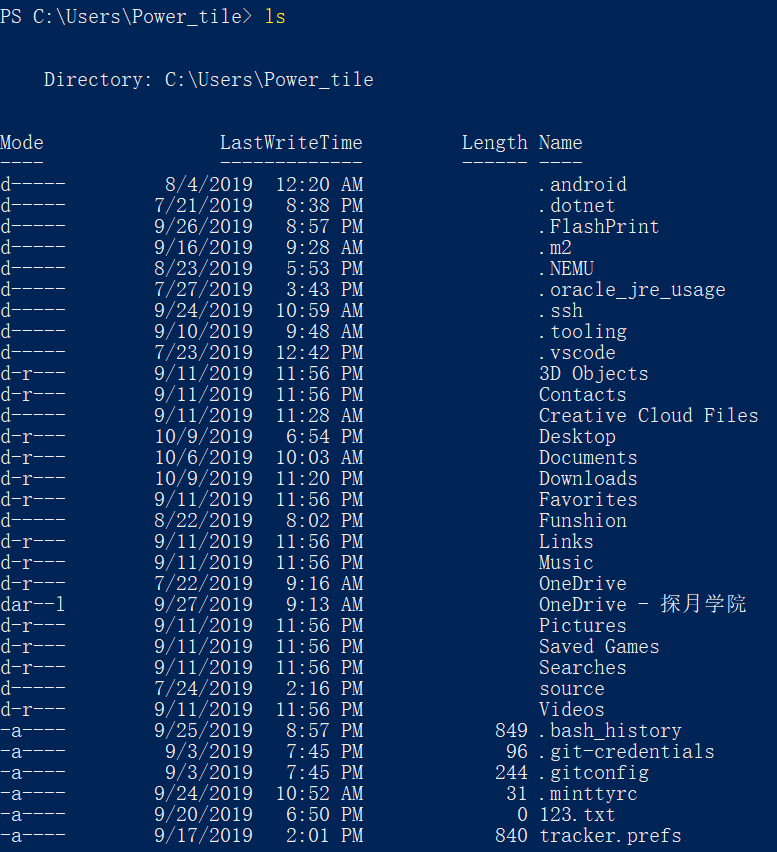 PS C:\Users\Power_tile> ls
Directory: C:\Users\Power_tile
Mode LastWriteTime Length Name
---- ------------- ------ ----
d----- 8/4/2019 12:20 AM .android
d----- 7/21/2019 8:38 PM .dotnet
d----- 9/26/2019 8:57 PM .FlashPrint
d----- 9/16/2019 9:28 AM .m2
d----- 8/23/2019 5:53 PM .NEMU
d----- 7/27/2019 3:43 PM .oracle_jre_usage
d----- 9/24/2019 10:59 AM .ssh
d----- 9/10/2019 9:48 AM .tooling
d----- 7/23/2019 12:42 PM .vscode
d-r--- 9/11/2019 11:56 PM 3D Objects
d-r--- 9/11/2019 11:56 PM Contacts
d----- 9/11/2019 11:28 AM Creative Cloud Files
d-r--- 10/9/2019 6:54 PM Desktop
d-r--- 10/6/2019 10:03 AM Documents
d-r--- 10/9/2019 11:20 PM Downloads
d-r--- 9/11/2019 11:56 PM Favorites
d----- 8/22/2019 8:02 PM Funshion
d-r--- 9/11/2019 11:56 PM Links
d-r--- 9/11/2019 11:56 PM Music
d-r--- 7/22/2019 9:16 AM OneDrive
dar--l 9/27/2019 9:13 AM OneDrive - 探月学院
d-r--- 9/11/2019 11:56 PM Pictures
d-r--- 9/11/2019 11:56 PM Saved Games
d-r--- 9/11/2019 11:56 PM Searches
d----- 7/24/2019 2:16 PM source
d-r--- 9/11/2019 11:56 PM Videos
-a---- 9/25/2019 8:57 PM 849 .bash_history
-a---- 9/3/2019 7:45 PM 96 .git-credentials
-a---- 9/3/2019 7:45 PM 244 .gitconfig
-a---- 9/24/2019 10:52 AM 31 .minttyrc
-a---- 9/20/2019 6:50 PM 0 123.txt
-a---- 9/17/2019 2:01 PM 840 tracker.prefs